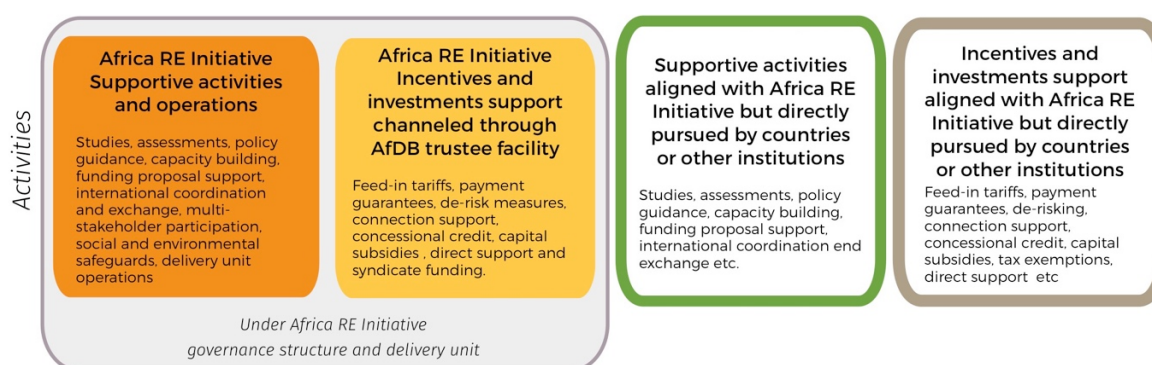 Activities
Africa RE Initiative
Supportive activities
and operations
Studies, assessments, policy
guidance, capacity building,
funding proposal support,
international coordination
and exchange, multi-
stakeholder participation,
social and environmental
safeguards, delivery unit
operations
Africa RE Initiative
Incentives and
investments support
channeled through
AfDB trustee facility
Feed-in tariffs, payment
guarantees, de-risk measures,
connection support,
concessional credit, capital
subsidies , direct support and
syndicate funding.
Under Africa RE Initiative
governance structure and delivery unit
Supportive activities
aligned with Africa RE
Initiative but directly
pursued by countries
or other institutions
Studies, assessments, policy
guidance, capacity building,
funding proposal support,
international coordination end
exchange etc.
Incentives and
investments support
aligned with Africa RE
Initiative but directly
pursued by countries
or other institutions
Feed-in tariffs, payment
guarantees, de-risking,
connection support,
concessional credit, capital
subsidies, tax exemptions,
direct support etc